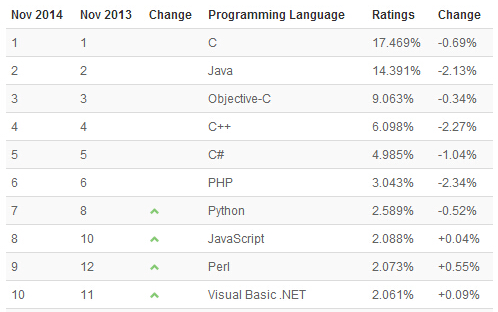 Nov 2014 Nov 2013 Change Programming Language Ratings Change
1 1 C 17.469% -0.69%
2 2 Java 14.391% -2.13%
3 3 Objective-C 9.063% -0.34%
4 4 C++ 6.098% -2.27%
5 5 C# 4.985% -1.04%
6 6 PHP 3.043% -2.34%
7 8 Python 2.589% -0.52%
8 10 JavaScript 2.088% +0.04%
9 12 Perl 2.073% +0.55%
10 11 Visual Basic .NET 2.061% +0.09%